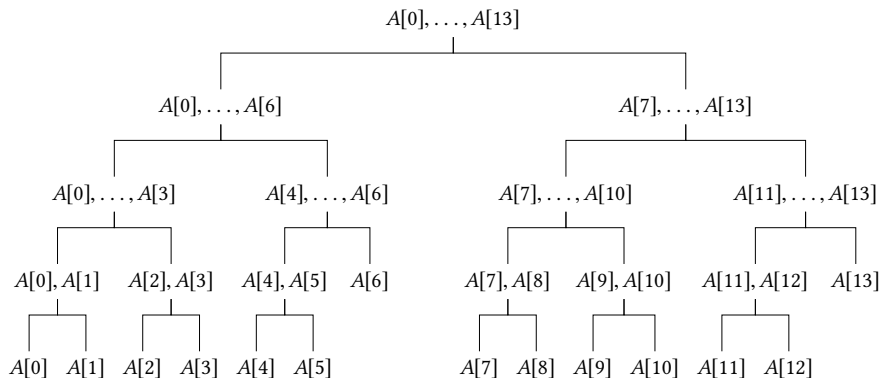 A[0], . . . , A[13]
A[0], . . . , A[6] A[7], . . . , A[13]
A[0], . . . , A[3] A[4], . . . , A[6] A[7], . . . , A[10] A[11], . . . , A[13]
A[0], A[1] A[2], A[3] A[4], A[5] A[6] A[7], A[8] A[9], A[10] A[11], A[12] A[13]
A[0] A[1] A[2] A[3] A[4] A[5] A[7] A[8] A[9] A[10] A[11] A[12]